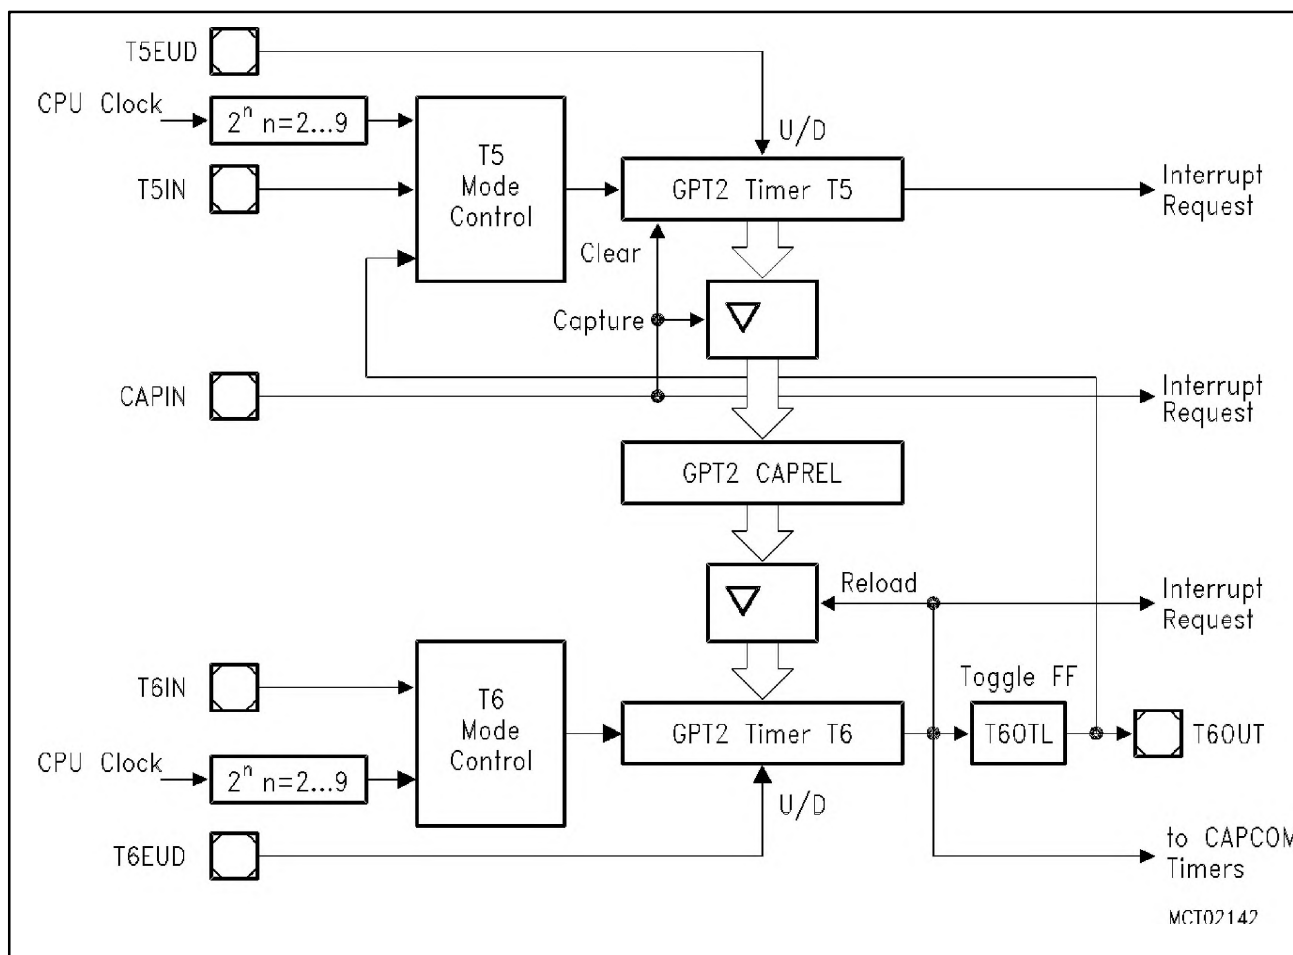 T5EUD
CPU Clock
2ⁿ n=2...9
U/D
T5
Mode
Control
T5IN
GPT2 Timer T5
Interrupt
Request
Clear
Capture
CAPIN
Interrupt
Request
GPT2 CAPREL
Reload
Interrupt
Request
T6IN
T6
Mode
Control
Toggle FF
GPT2 Timer T6
T6OTL
T6OUT
CPU Clock
2ⁿ n=2...9
U/D
T6EUD
to CAPCOM
Timers
MCT02142